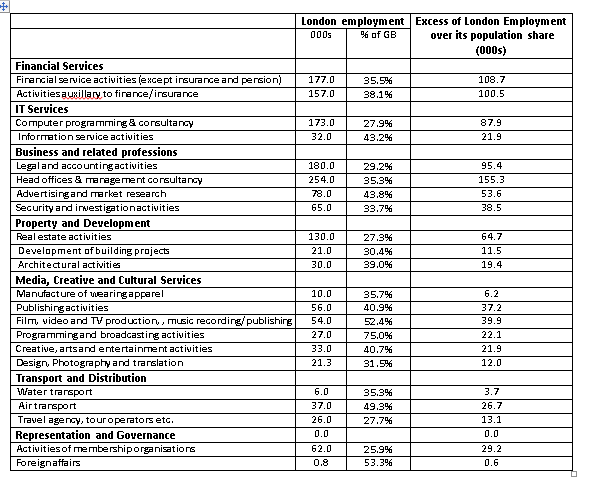 London employment Excess of London Employment
000s % of GB over its population share
(000s)
Financial Services
Financial service activities (except insurance and pension) 177.0 35.5% 108.7
Activities auxillary to finance/insurance 157.0 38.1% 100.5
IT Services
Computer programming & consultancy 173.0 27.9% 87.9
Information service activities 32.0 43.2% 21.9
Business and related professions
Legal and accounting activities 180.0 29.2% 95.4
Head offices & management consultancy 254.0 35.3% 155.3
Advertising and market research 78.0 43.8% 53.6
Security and investigation activities 65.0 33.7% 38.5
Property and Development
Real estate activities 130.0 27.3% 64.7
Development of building projects 21.0 30.4% 11.5
Architectural activities 30.0 39.0% 19.4
Media, Creative and Cultural Services
Manufacture of wearing apparel 10.0 35.7% 6.2
Publishing activities 56.0 40.9% 37.2
Film, video and TV production, , music recording/publishing 54.0 52.4% 39.9
Programming and broadcasting activities 27.0 75.0% 22.1
Creative, arts and entertainment activities 33.0 40.7% 21.9
Design, Photography and translation 21.3 31.5% 12.0
Transport and Distribution
Water transport 6.0 35.3% 3.7
Air transport 37.0 49.3% 26.7
Travel agency, tour operators etc. 26.0 27.7% 13.1
Representation and Governance 0.0 0.0
Activities of membership organisations 62.0 25.9% 29.2
Foreign affairs 0.8 53.3% 0.6